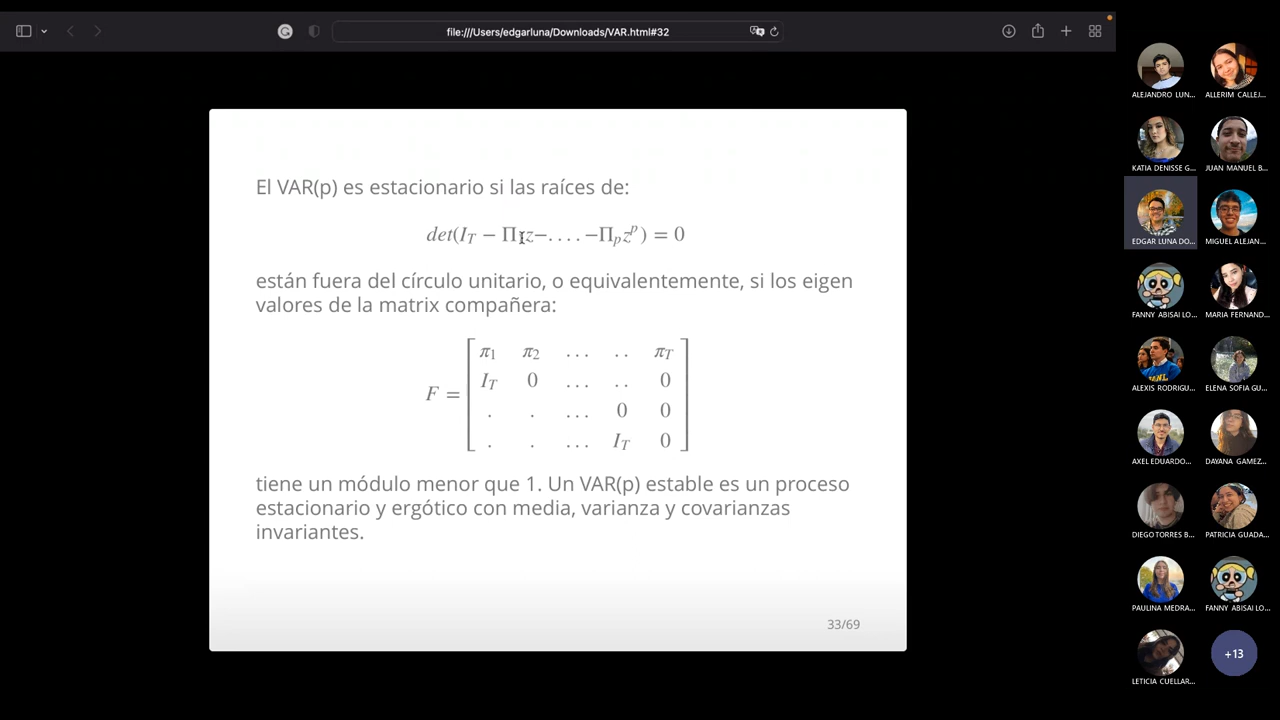 file:///Users/edgarluna/Downloads/VAR.html#32
El VAR(p) es estacionario si las raíces de:
det(I_T − Π_1z−. . . . −Π_pz^p) = 0
están fuera del círculo unitario, o equivalentemente, si los eigen
valores de la matrix compañera:
π_1 π_2 . . . . . π_T
I_T 0 . . . . . 0
F =
. . . . . 0 0
. . . . . I_T 0
tiene un módulo menor que 1. Un VAR(p) estable es un proceso
estacionario y ergótico con media, varianza y covarianzas
invariantes.
33/69
ALEJANDRO LUN... ALLERIM CALLEJ...
KATIA DENISSE G... JUAN MANUEL B...
EDGAR LUNA DO... MIGUEL ALEJAN...
FANNY ABISAI LO... MARIA FERNAND...
ALEXIS RODRIGU... ELENA SOFIA GU...
AXEL EDUARDO... DAYANA GAMEZ...
DIEGO TORRES B... PATRICIA GUADA...
PAULINA MEDRA... FANNY ABISAI LO...
+13
LETICIA CUELLAR...